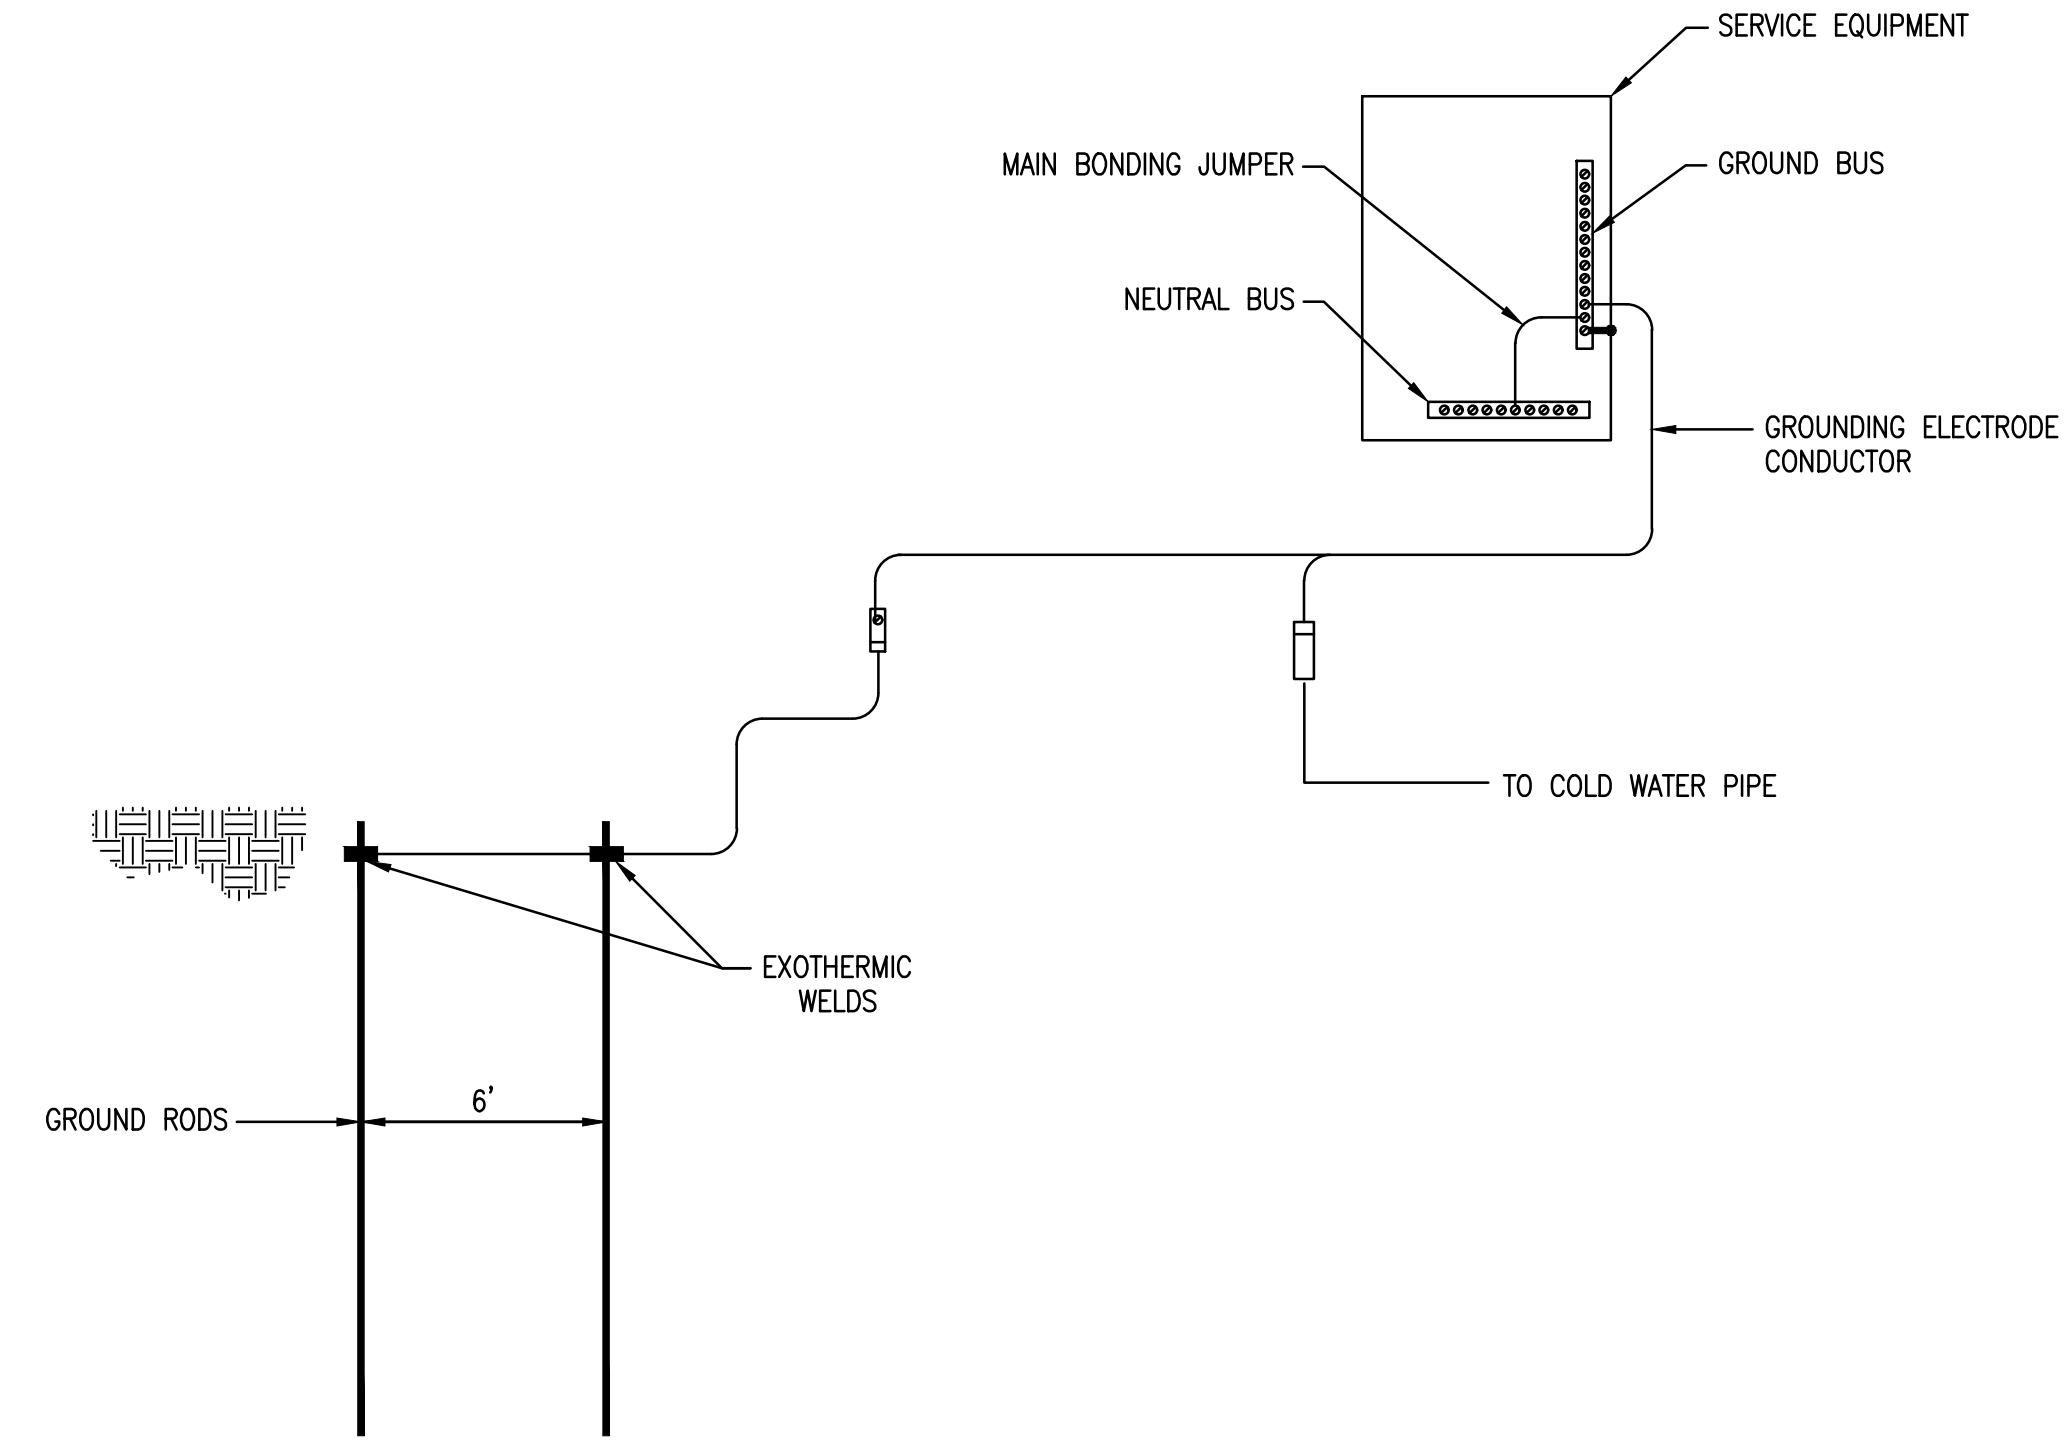 SERVICE EQUIPMENT
MAIN BONDING JUMPER
GROUND BUS
NEUTRAL BUS
GROUNDING ELECTRODE
CONDUCTOR
TO COLD WATER PIPE
EXOTHERMIC
WELDS
6'
GROUND RODS